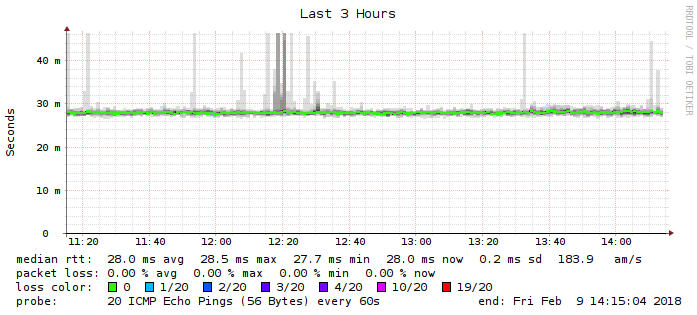 Last 3 Hours
RRDTOOL / TOBI OETIKER
Seconds
40 m
30 m
20 m
10 m
0
11:20 11:40 12:00 12:20 12:40 13:00 13:20 13:40 14:00
median rtt: 28.0 ms avg 28.5 ms max 27.7 ms min 28.0 ms now 0.2 ms sd 183.9 am/s
packet loss: 0.00 % avg 0.00 % max 0.00 % min 0.00 % now
loss color: 0 1/20 2/20 3/20 4/20 10/20 19/20
probe: 20 ICMP Echo Pings (56 Bytes) every 60s end: Fri Feb 9 14:15:04 2018